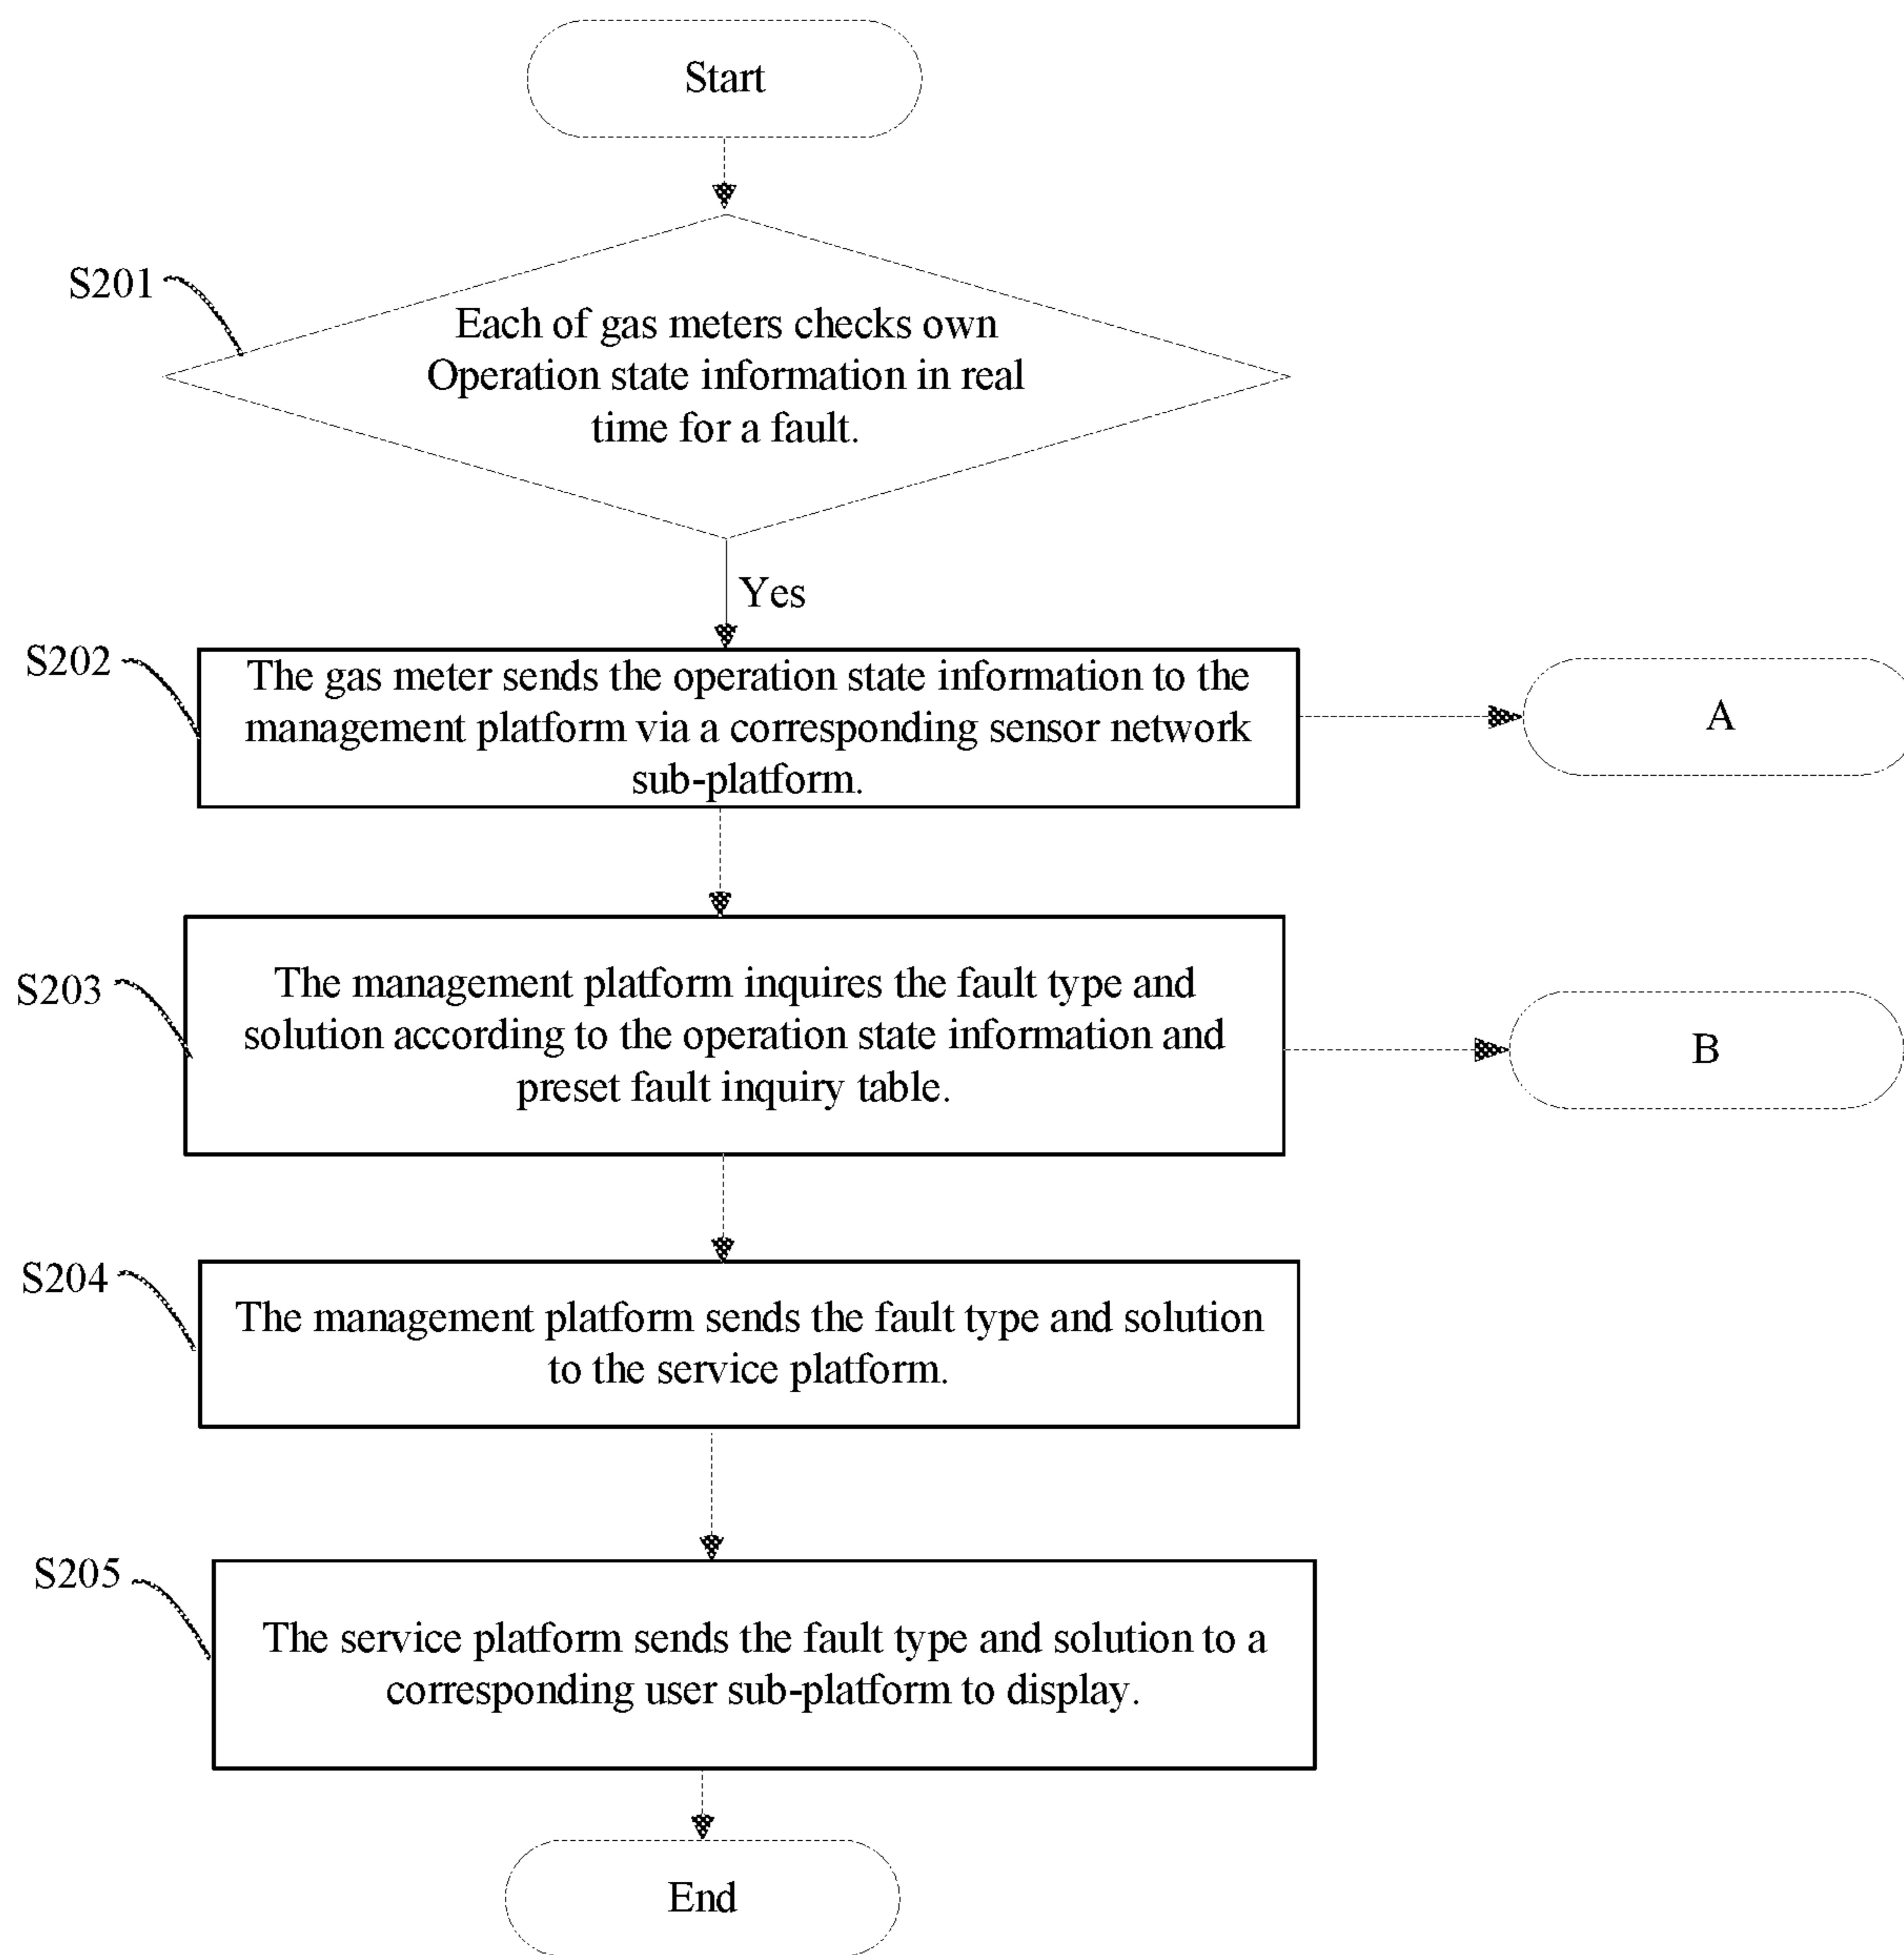 Start
S201
Each of gas meters checks own
Operation state information in real
time for a fault.
Yes
S202
The gas meter sends the operation state information to the
management platform via a corresponding sensor network
sub-platform.
A
S203
The management platform inquires the fault type and
solution according to the operation state information and
preset fault inquiry table.
B
S204
The management platform sends the fault type and solution
to the service platform.
S205
The service platform sends the fault type and solution to a
corresponding user sub-platform to display.
End